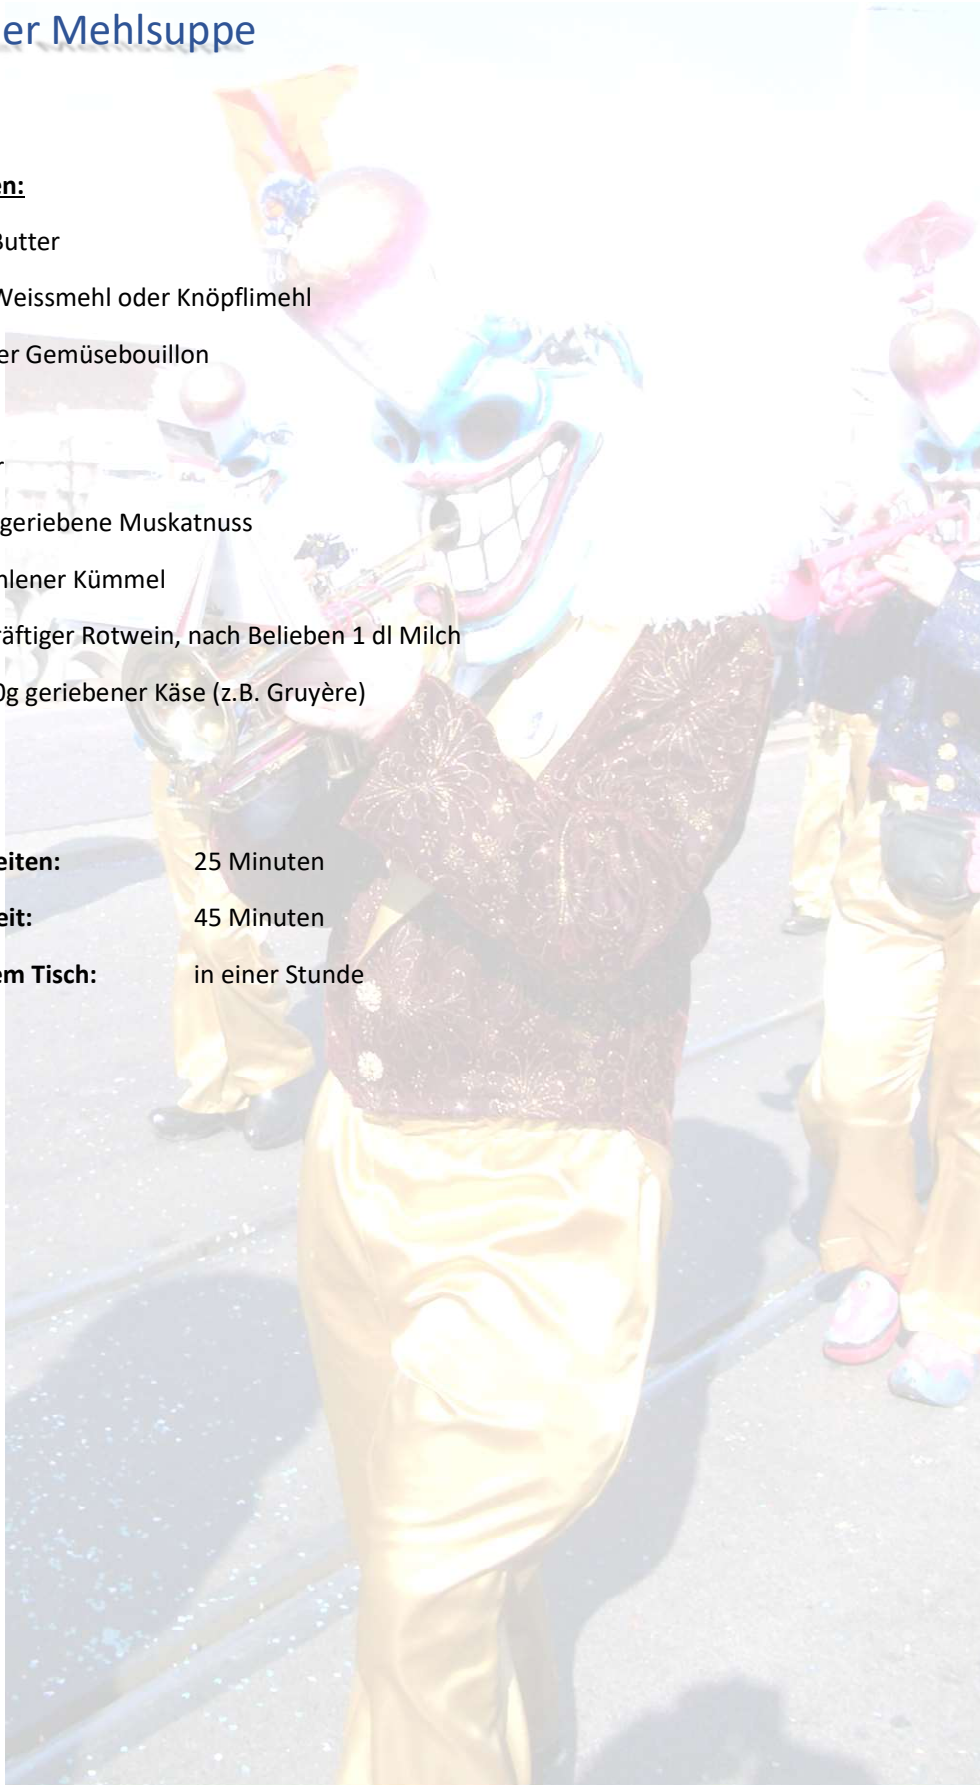 er Mehlsuppe
en:
Butter
Weissmehl oder Knöpflimehl
er Gemüsebouillon
r
geriebene Muskatnuss
hlener Kümmel
räftiger Rotwein, nach Belieben 1 dl Milch
0g geriebener Käse (z.B. Gruyère)
eiten: 25 Minuten
eit: 45 Minuten
em Tisch: in einer Stunde